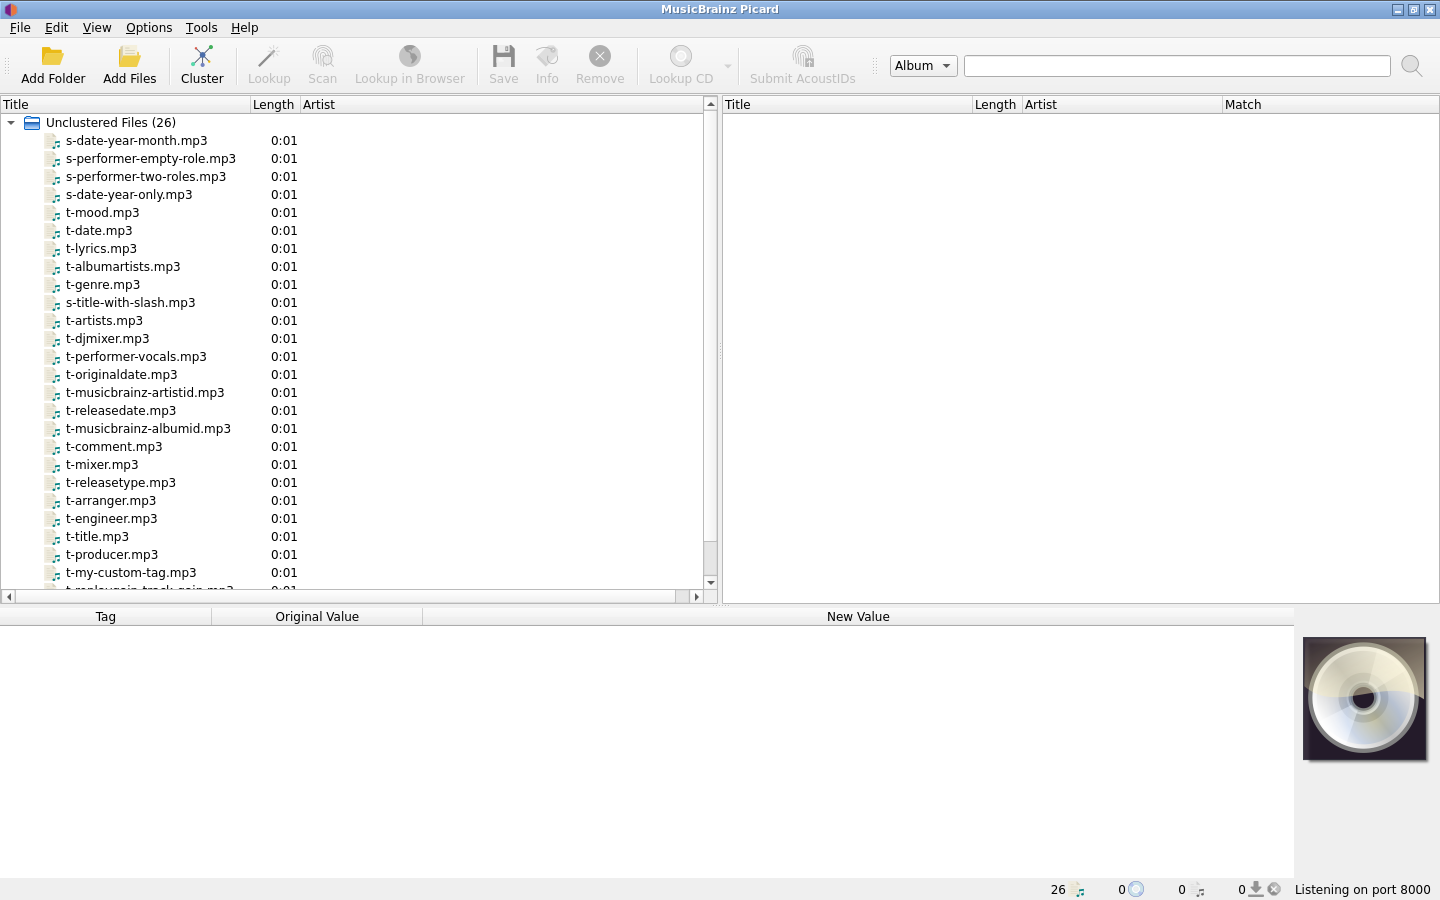 MusicBrainz Picard
File Edit View Options Tools Help
Add Folder Add Files Cluster Lookup Scan Lookup in Browser Save Info Remove Lookup CD Submit AcoustIDs Album
Title Length Artist
Title Length Artist Match
Unclustered Files (26)
s-date-year-month.mp3 0:01
s-performer-empty-role.mp3 0:01
s-performer-two-roles.mp3 0:01
s-date-year-only.mp3 0:01
t-mood.mp3 0:01
t-date.mp3 0:01
t-lyrics.mp3 0:01
t-albumartists.mp3 0:01
t-genre.mp3 0:01
s-title-with-slash.mp3 0:01
t-artists.mp3 0:01
t-djmixer.mp3 0:01
t-performer-vocals.mp3 0:01
t-originaldate.mp3 0:01
t-musicbrainz-artistid.mp3 0:01
t-releasedate.mp3 0:01
t-musicbrainz-albumid.mp3 0:01
t-comment.mp3 0:01
t-mixer.mp3 0:01
t-releasetype.mp3 0:01
t-arranger.mp3 0:01
t-engineer.mp3 0:01
t-title.mp3 0:01
t-producer.mp3 0:01
t-my-custom-tag.mp3 0:01
Tag Original Value New Value
26 0 0 0 Listening on port 8000